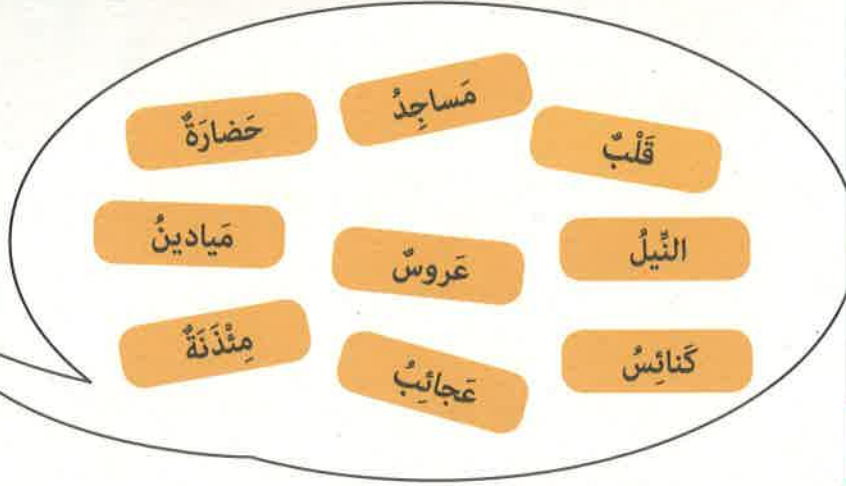 قَلْبٌ
مَساجِدُ
حَضارَةٌ
النِّيلُ
عَروسٌ
مَيادينُ
كَنائِسُ
عَجائِبُ
مِئْذَنَةٌ